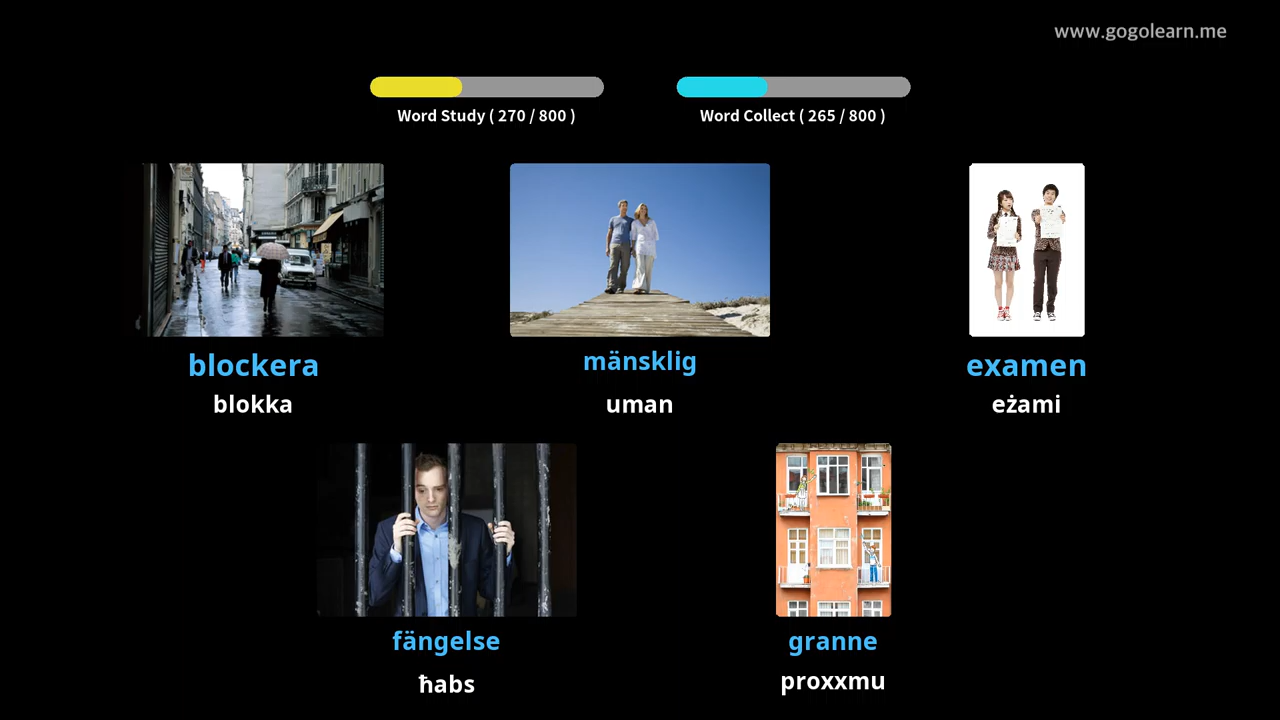 www.gogolearn.me
Word Study ( 270 / 800 )
Word Collect ( 265 / 800 )
blockera
blokka
mänsklig
uman
examen
eżami
fängelse
ħabs
granne
proxxmu